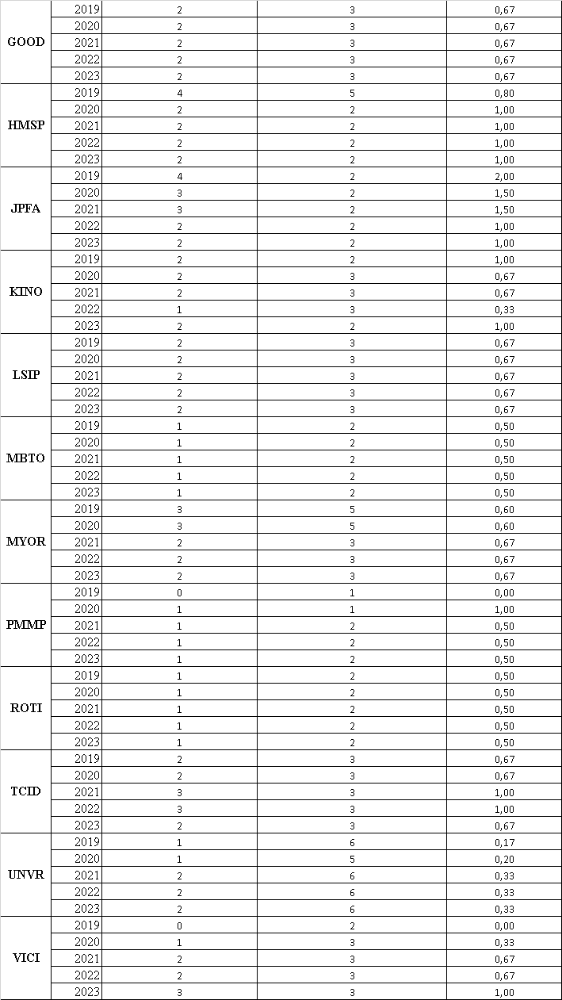 GOOD
2019 2 3 0,67
2020 2 3 0,67
2021 2 3 0,67
2022 2 3 0,67
2023 2 3 0,67
HMSP
2019 4 5 0,80
2020 2 2 1,00
2021 2 2 1,00
2022 2 2 1,00
2023 2 2 1,00
JPFA
2019 4 2 2,00
2020 3 2 1,50
2021 3 2 1,50
2022 2 2 1,00
2023 2 2 1,00
KINO
2019 2 2 1,00
2020 2 3 0,67
2021 2 3 0,67
2022 1 3 0,33
2023 2 2 1,00
LSIP
2019 2 3 0,67
2020 2 3 0,67
2021 2 3 0,67
2022 2 3 0,67
2023 2 3 0,67
MBTO
2019 1 2 0,50
2020 1 2 0,50
2021 1 2 0,50
2022 1 2 0,50
2023 1 2 0,50
MYOR
2019 3 5 0,60
2020 3 5 0,60
2021 2 3 0,67
2022 2 3 0,67
2023 2 3 0,67
PMMP
2019 0 1 0,00
2020 1 1 1,00
2021 1 2 0,50
2022 1 2 0,50
2023 1 2 0,50
ROTI
2019 1 2 0,50
2020 1 2 0,50
2021 1 2 0,50
2022 1 2 0,50
2023 1 2 0,50
TCID
2019 2 3 0,67
2020 2 3 0,67
2021 3 3 1,00
2022 3 3 1,00
2023 2 3 0,67
UNVR
2019 1 6 0,17
2020 1 5 0,20
2021 2 6 0,33
2022 2 6 0,33
2023 2 6 0,33
VICI
2019 0 2 0,00
2020 1 3 0,33
2021 2 3 0,67
2022 2 3 0,67
2023 3 3 1,00